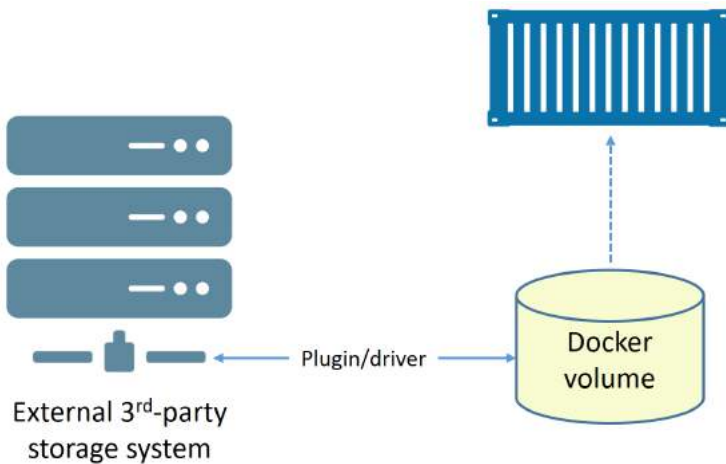 Plugin/driver
Docker
volume
External 3rd-party
storage system